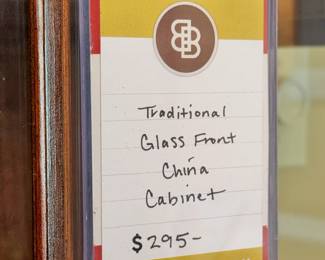 Traditional
Glass Front
China
Cabinet
$295-